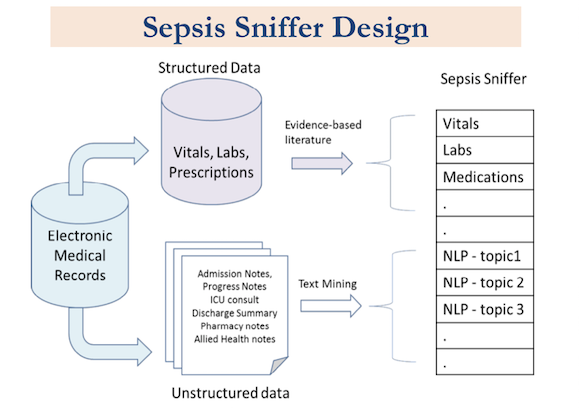 Sepsis Sniffer Design
Structured Data
Vitals, Labs,
Prescriptions
Evidence-based
literature
Electronic
Medical
Records
Admission Notes,
Progress Notes
ICU consult
Discharge Summary
Pharmacy notes
Allied Health notes
Text Mining
Unstructured data
Sepsis Sniffer
Vitals
Labs
Medications
.
.
NLP - topic1
NLP - topic 2
NLP - topic 3
.
.